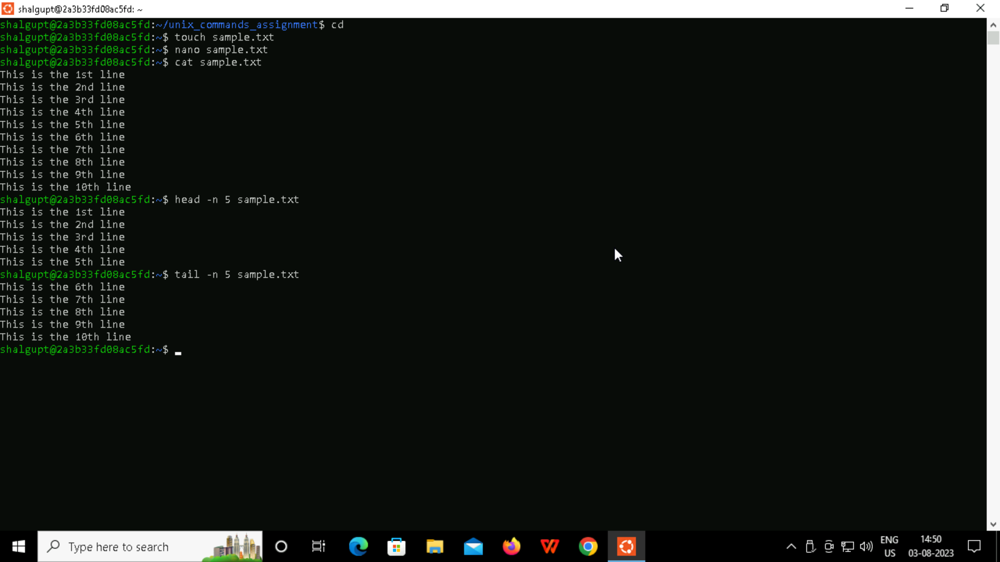 shalgupt@2a3b33fd08ac5fd: ~
shalgupt@2a3b33fd08ac5fd:~/unix_commands_assignment$ cd
shalgupt@2a3b33fd08ac5fd:~$ touch sample.txt
shalgupt@2a3b33fd08ac5fd:~$ nano sample.txt
shalgupt@2a3b33fd08ac5fd:~$ cat sample.txt
This is the 1st line
This is the 2nd line
This is the 3rd line
This is the 4th line
This is the 5th line
This is the 6th line
This is the 7th line
This is the 8th line
This is the 9th line
This is the 10th line
shalgupt@2a3b33fd08ac5fd:~$ head -n 5 sample.txt
This is the 1st line
This is the 2nd line
This is the 3rd line
This is the 4th line
This is the 5th line
shalgupt@2a3b33fd08ac5fd:~$ tail -n 5 sample.txt
This is the 6th line
This is the 7th line
This is the 8th line
This is the 9th line
This is the 10th line
shalgupt@2a3b33fd08ac5fd:~$ _
Type here to search
ENG
US
14:50
03-08-2023